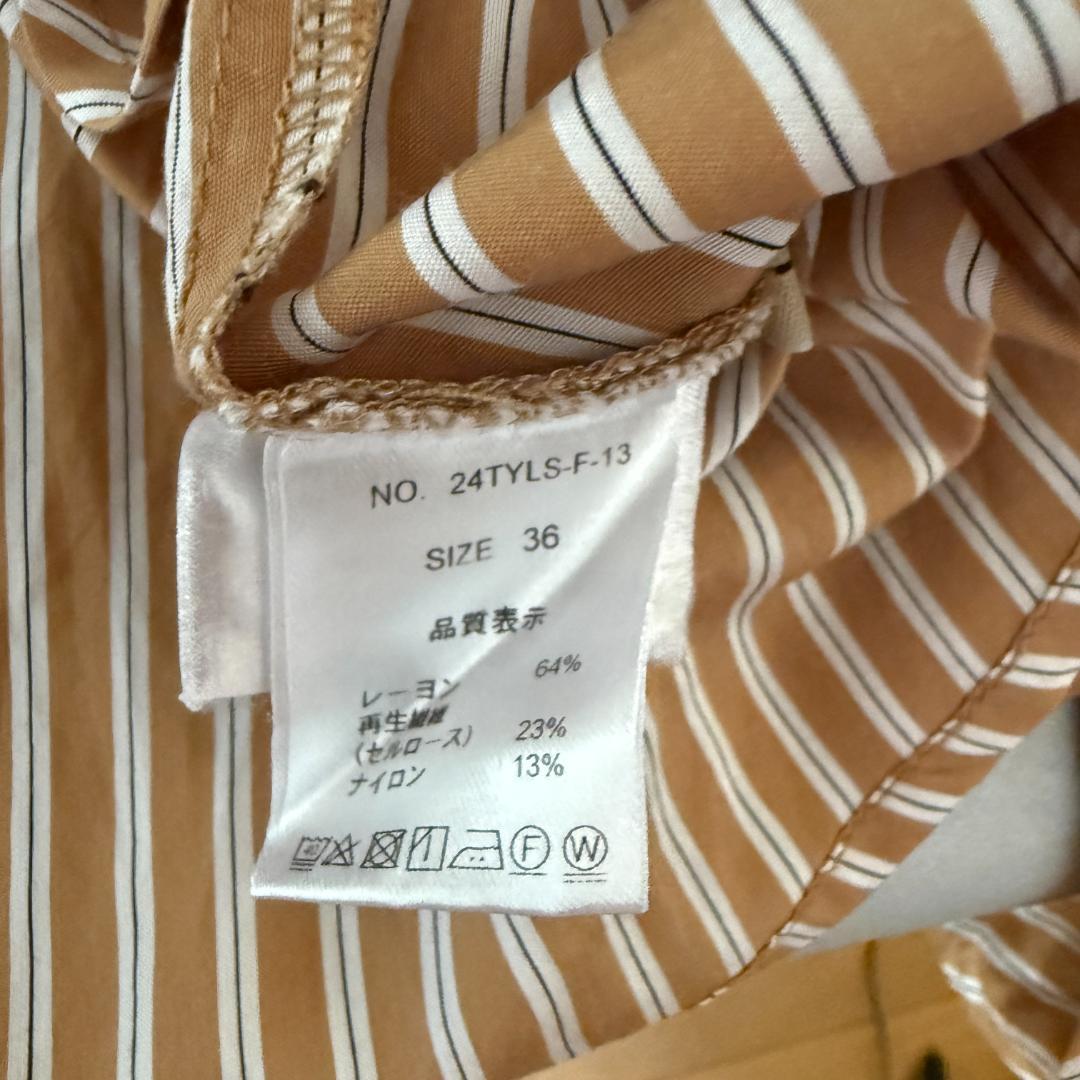 NO. 24TYLS-F-13
SIZE 36
品質表示
レーヨン 64%
再生繊維
(セルロース) 23%
ナイロン 13%
40
F W